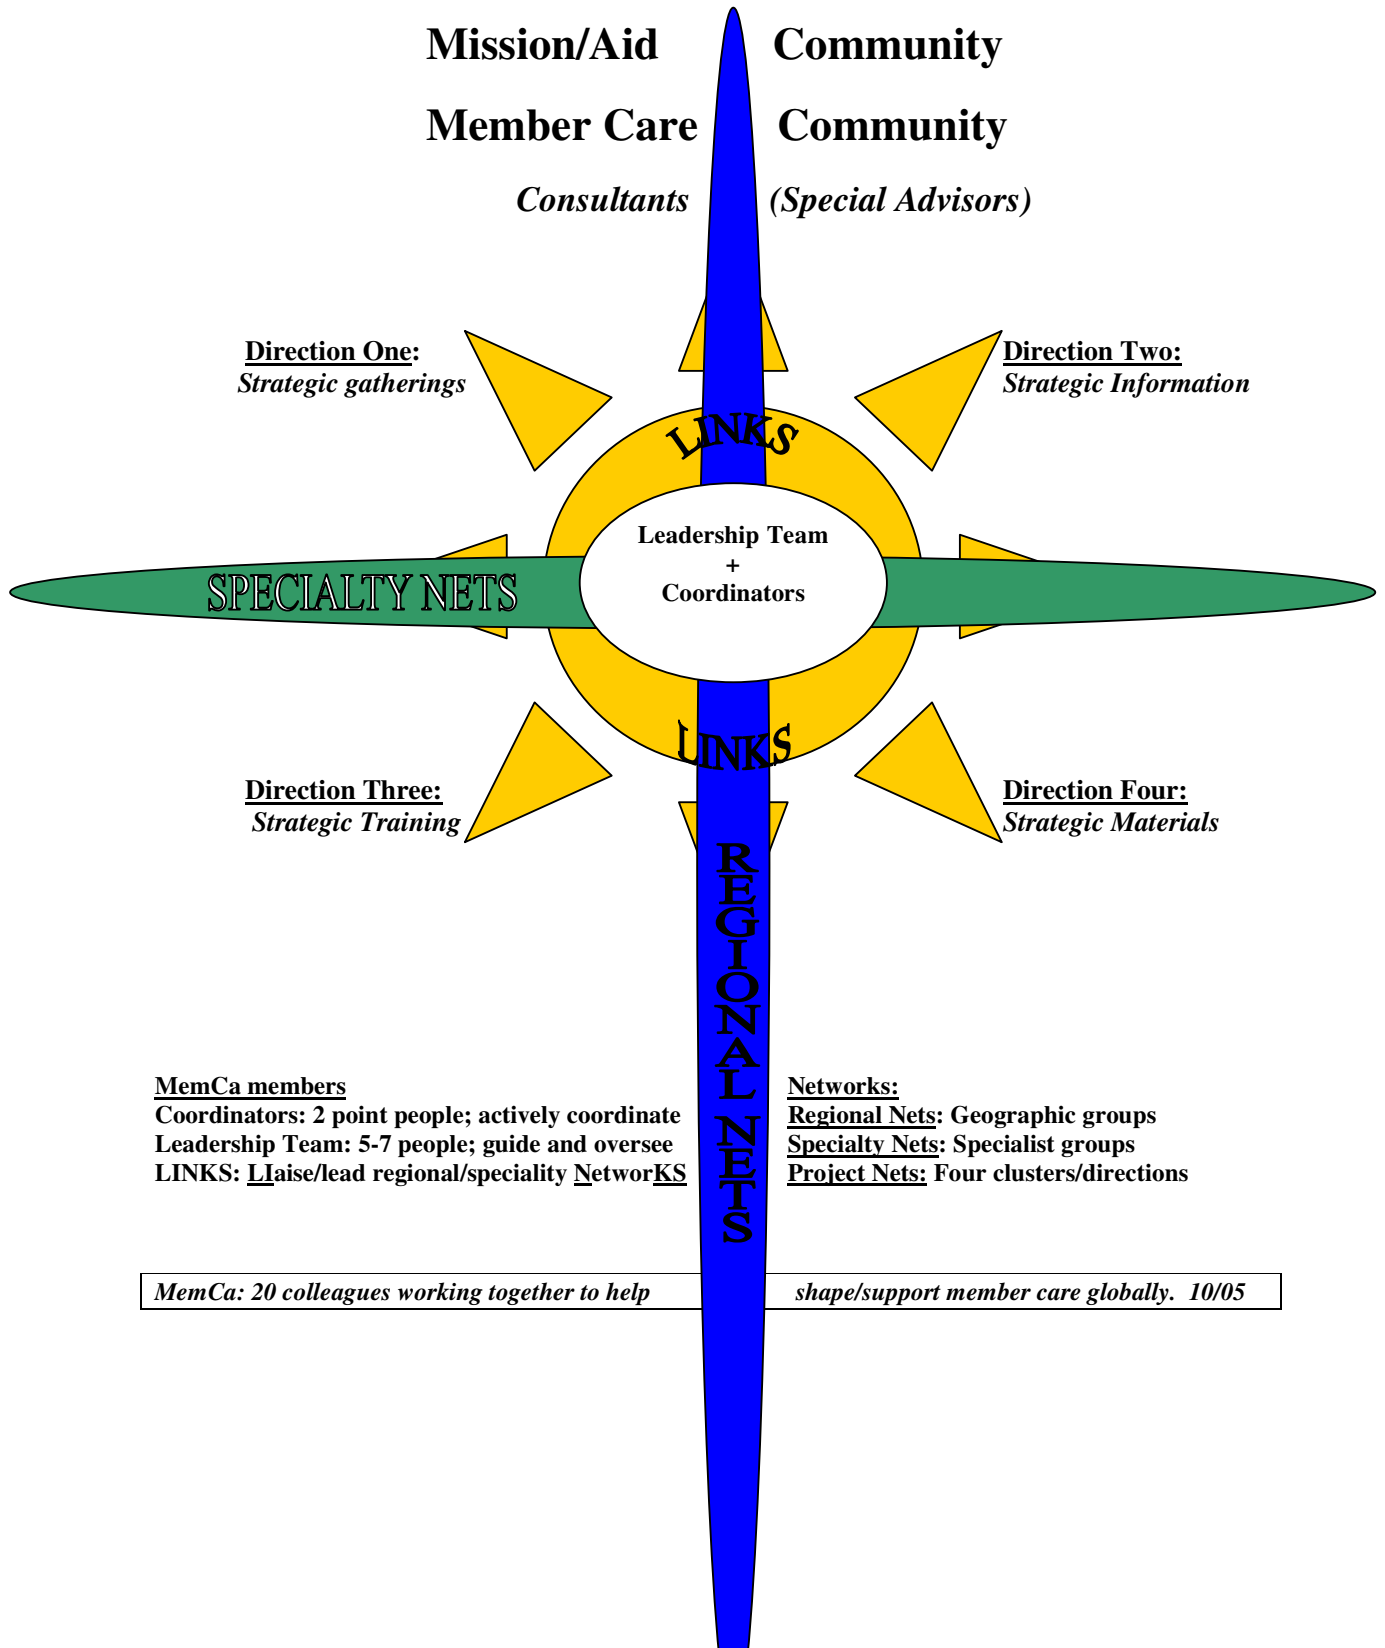 Mission/Aid Community
Member Care Community
Consultants (Special Advisors)
Direction One:
Strategic gatherings
Direction Two:
Strategic Information
LINKS
Leadership Team
+
Coordinators
SPECIALTY NETS
LINKS
Direction Three:
Strategic Training
Direction Four:
Strategic Materials
REGIONAL NETS
MemCa members
Coordinators: 2 point people; actively coordinate
Leadership Team: 5-7 people; guide and oversee
LINKS: LIaise/lead regional/speciality NetworKS
Networks:
Regional Nets: Geographic groups
Specialty Nets: Specialist groups
Project Nets: Four clusters/directions
MemCa: 20 colleagues working together to help shape/support member care globally. 10/05